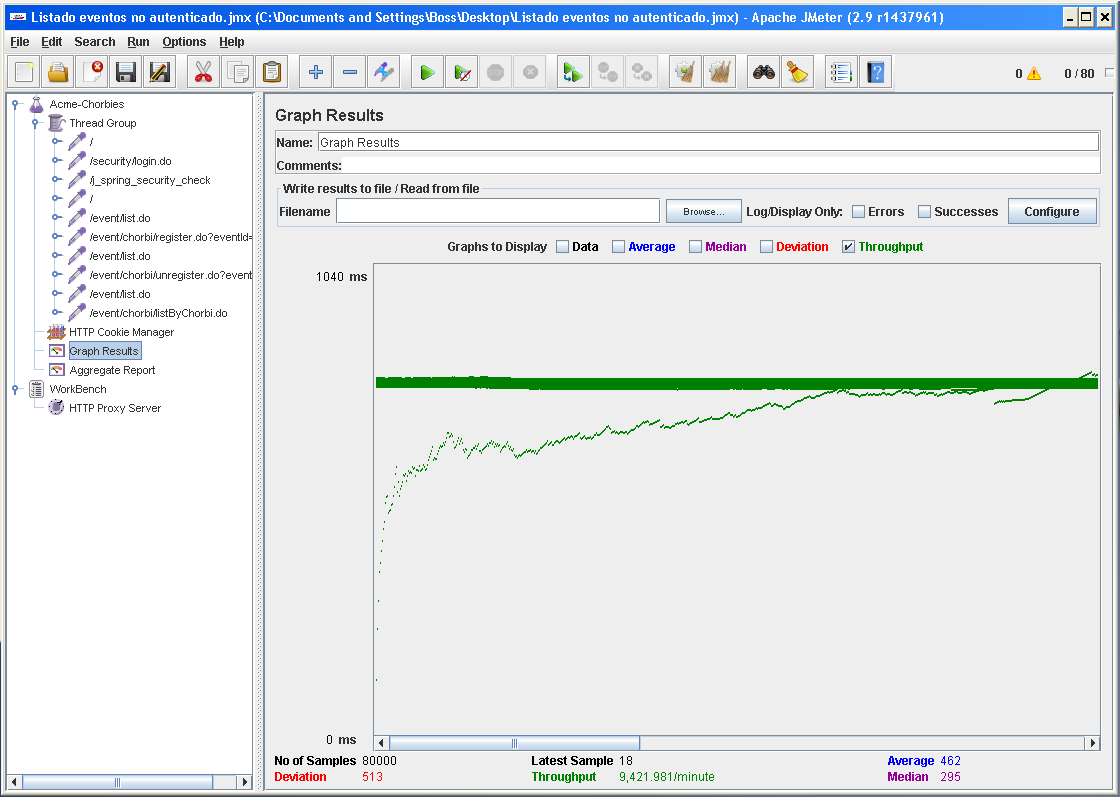 Listado eventos no autenticado.jmx (C:\Documents and Settings\Boss\Desktop\Listado eventos no autenticado.jmx) - Apache JMeter (2.9 r1437961)
File Edit Search Run Options Help
0 0 / 80
Acme-Chorbies
Thread Group
/
/security/login.do
/j_spring_security_check
/
/event/list.do
/event/chorbi/register.do?eventId=
/event/list.do
/event/chorbi/unregister.do?event
/event/list.do
/event/chorbi/listByChorbi.do
HTTP Cookie Manager
Graph Results
Aggregate Report
WorkBench
HTTP Proxy Server
Graph Results
Name: Graph Results
Comments:
Write results to file / Read from file
Filename Browse... Log/Display Only: Errors Successes Configure
Graphs to Display Data Average Median Deviation Throughput
1040 ms
0 ms
No of Samples 80000 Latest Sample 18 Average 462
Deviation 513 Throughput 9,421.981/minute Median 295